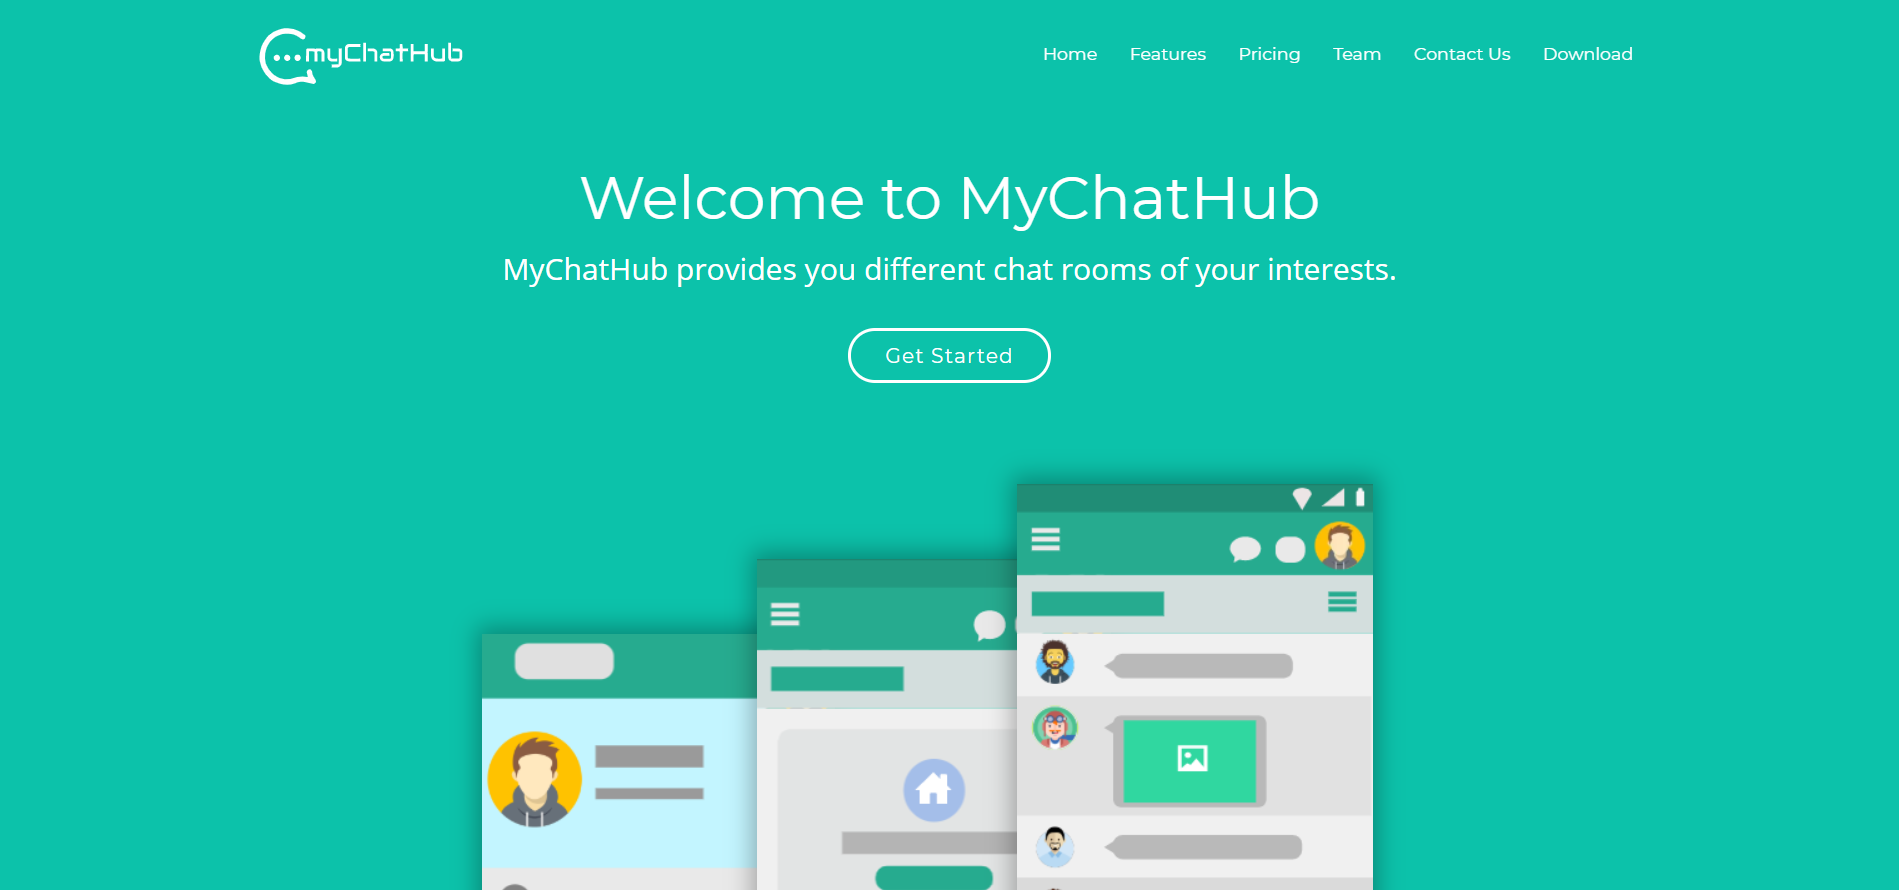 myChatHub
Home Features Pricing Team Contact Us Download
Welcome to MyChatHub
MyChatHub provides you different chat rooms of your interests.
Get Started